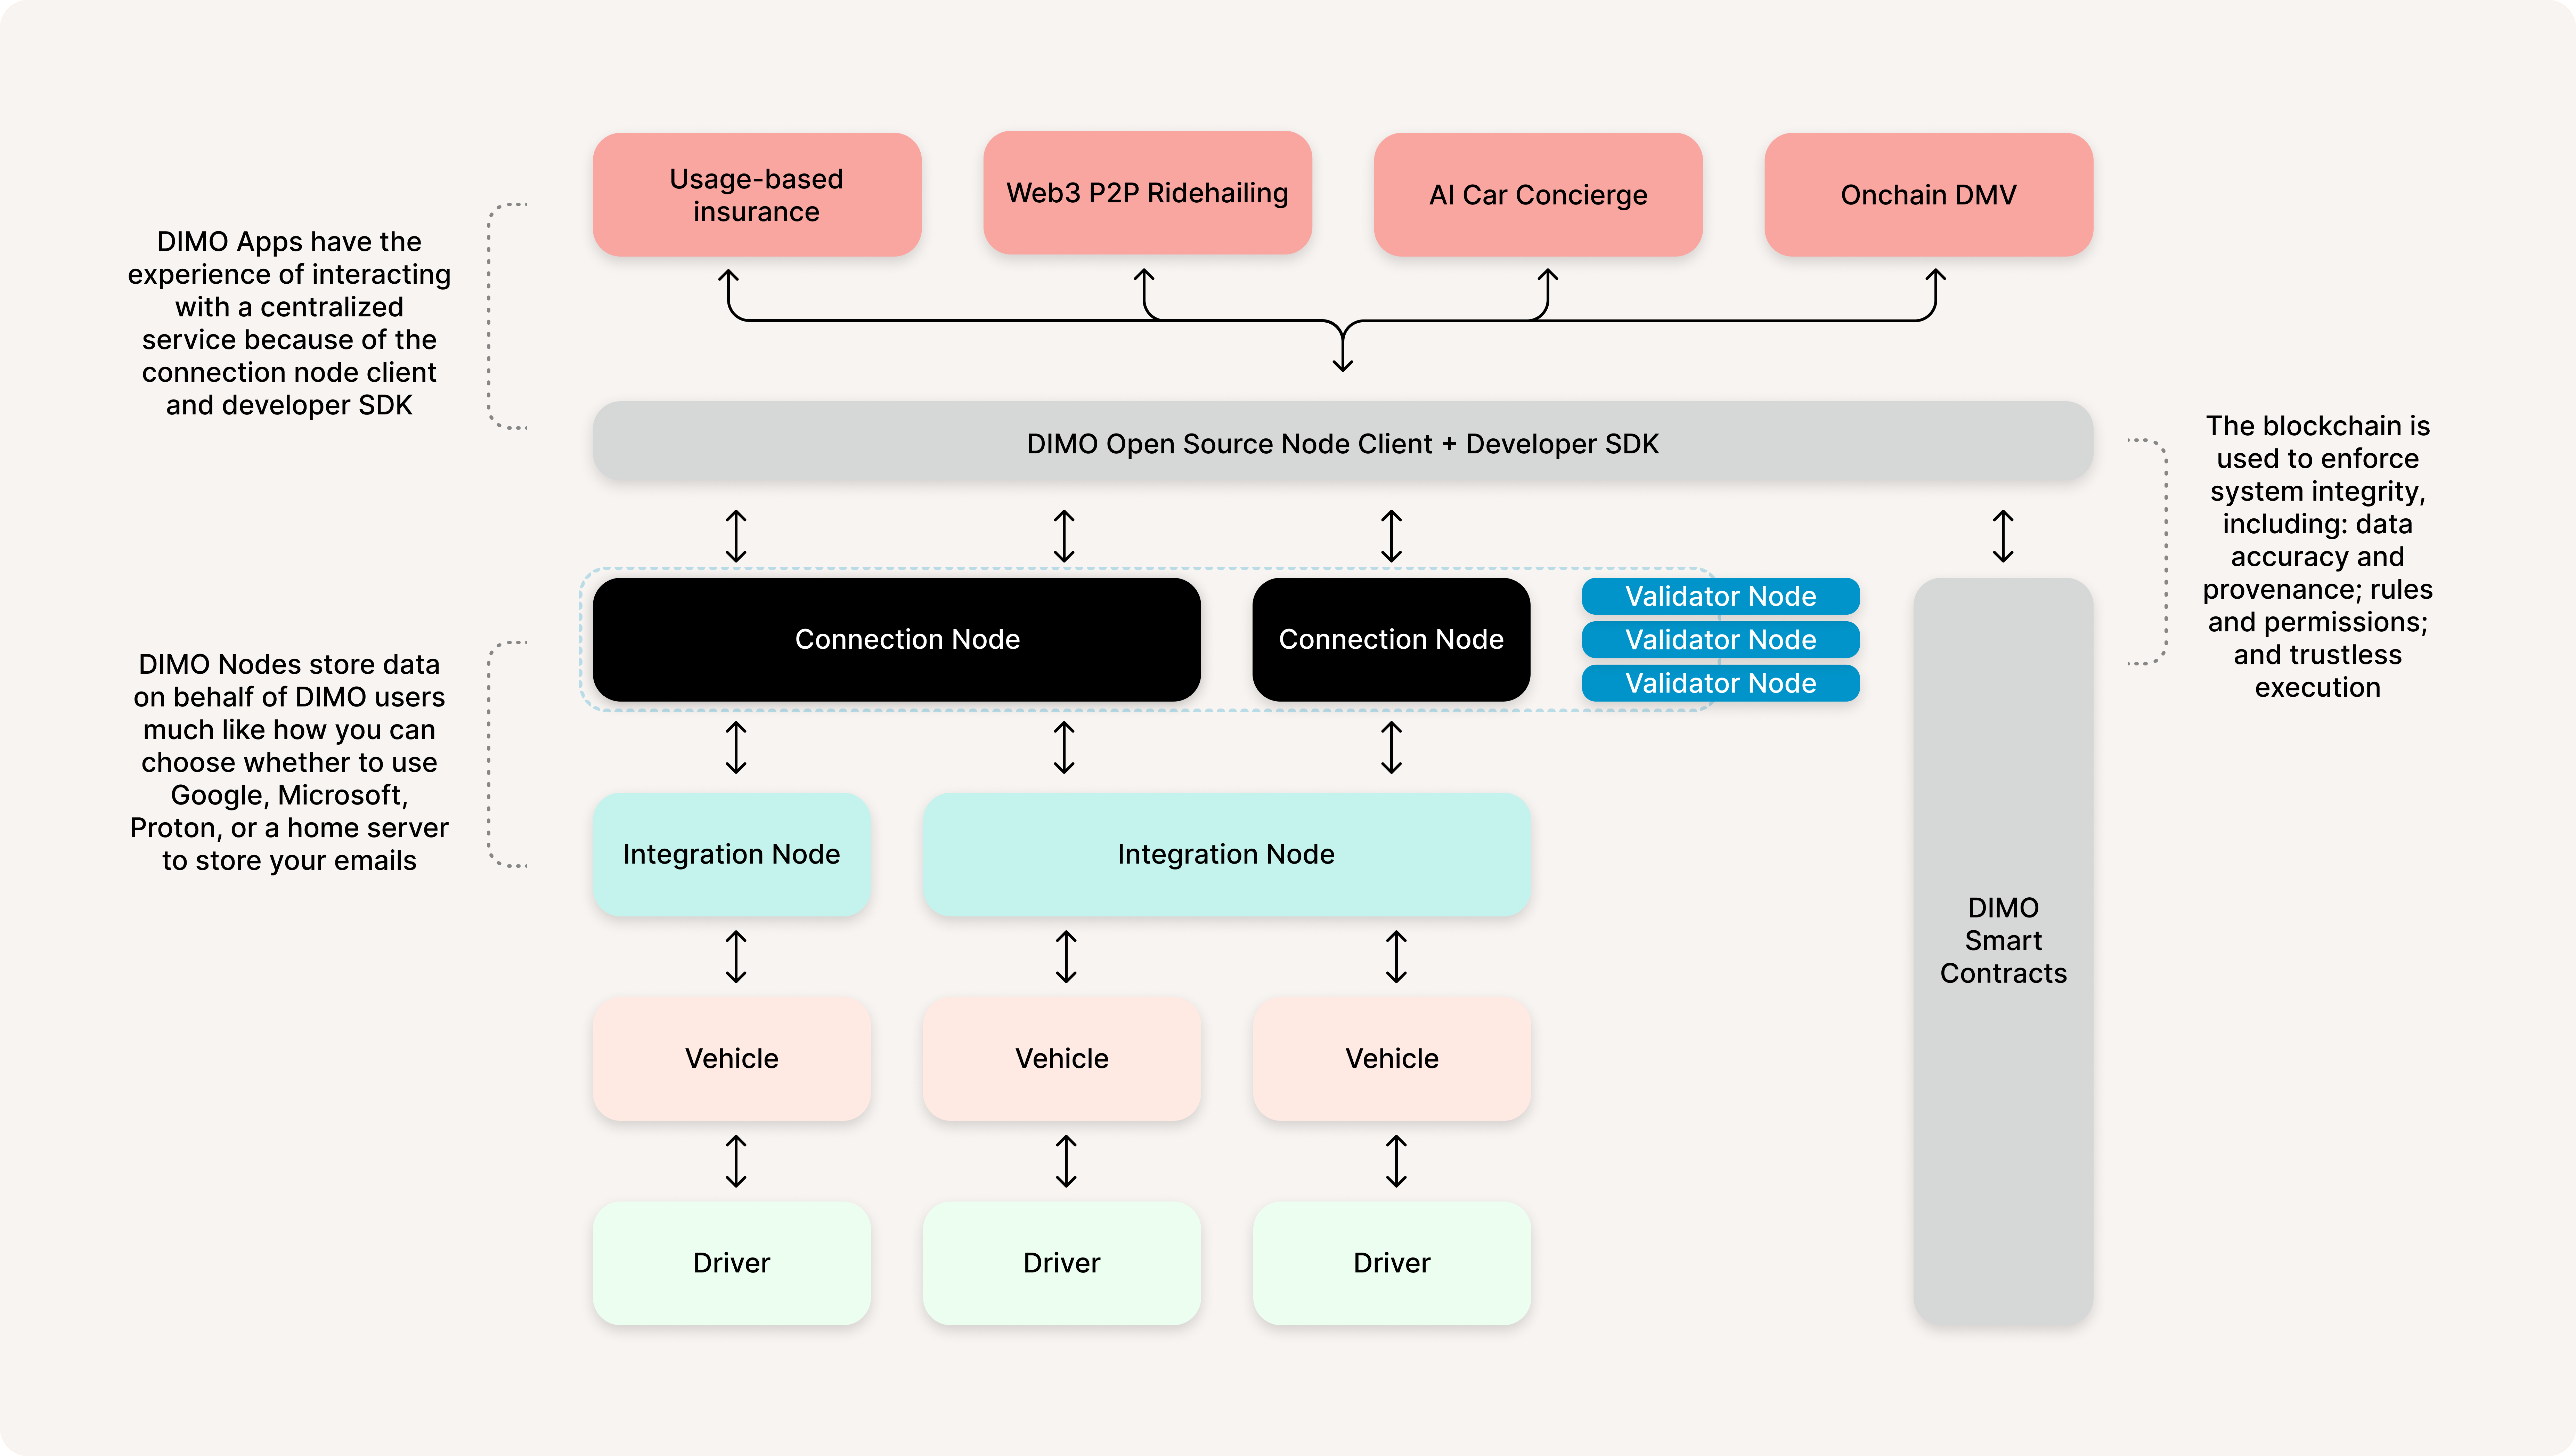 Usage-based
insurance
Web3 P2P Ridehailing
AI Car Concierge
Onchain DMV
DIMO Apps have the
experience of interacting
with a centralized
service because of the
connection node client
and developer SDK
DIMO Open Source Node Client + Developer SDK
The blockchain is
used to enforce
system integrity,
including: data
accuracy and
provenance; rules
and permissions;
and trustless
execution
Connection Node
Connection Node
Validator Node
Validator Node
Validator Node
DIMO Nodes store data
on behalf of DIMO users
much like how you can
choose whether to use
Google, Microsoft,
Proton, or a home server
to store your emails
Integration Node
Integration Node
DIMO
Smart
Contracts
Vehicle
Vehicle
Vehicle
Driver
Driver
Driver